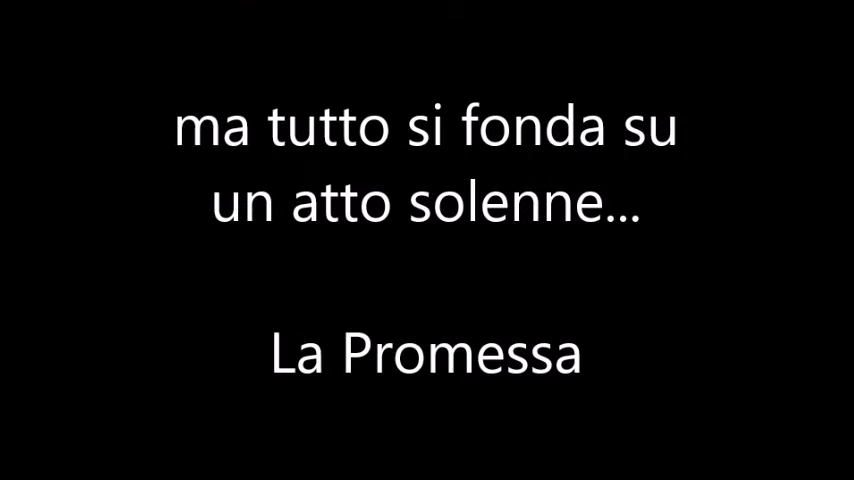 ma tutto si fonda su
un atto solenne...
La Promessa